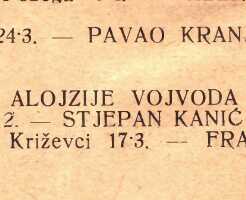 24·3. — PAVAO KRAN
ALOJZIJE VOJVODA
2. — STJEPAN KANIĆ
Križevci 17·3. — FRA